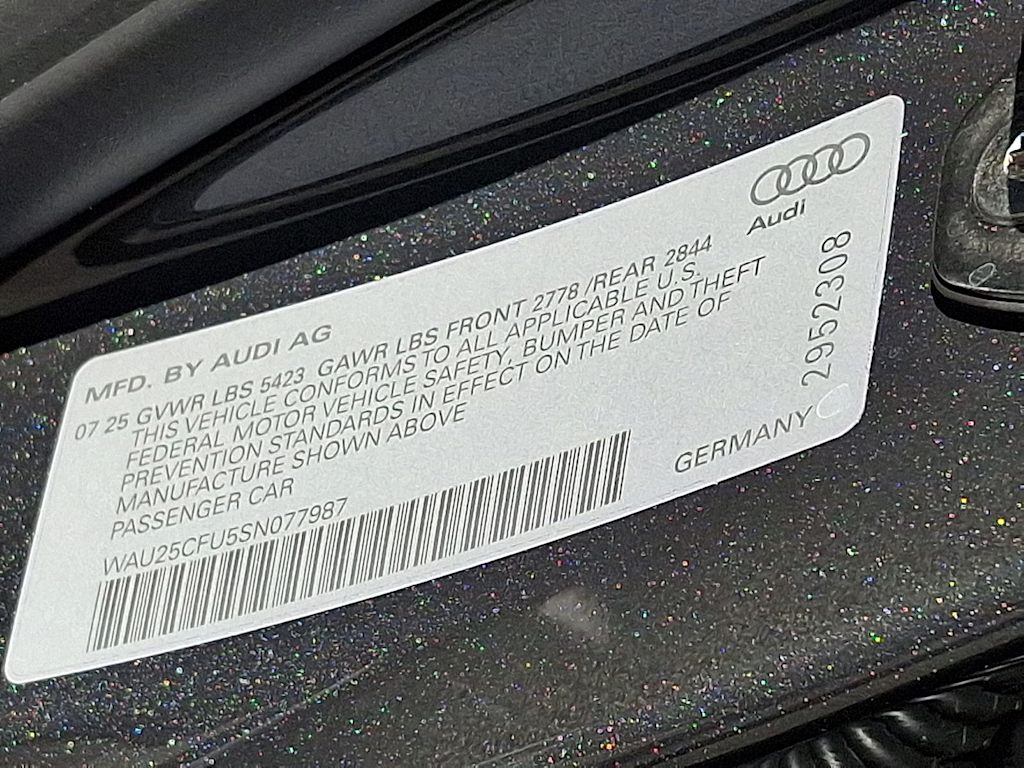 Audi
MFD. BY AUDI AG
07 25 GVWR LBS 5423 GAWR LBS FRONT 2778 /REAR 2844
THIS VEHICLE CONFORMS TO ALL APPLICABLE U.S.
FEDERAL MOTOR VEHICLE SAFETY, BUMPER AND THEFT
PREVENTION STANDARDS IN EFFECT ON THE DATE OF
MANUFACTURE SHOWN ABOVE
PASSENGER CAR
WAU25CFU5SN077987
GERMANY
2952308